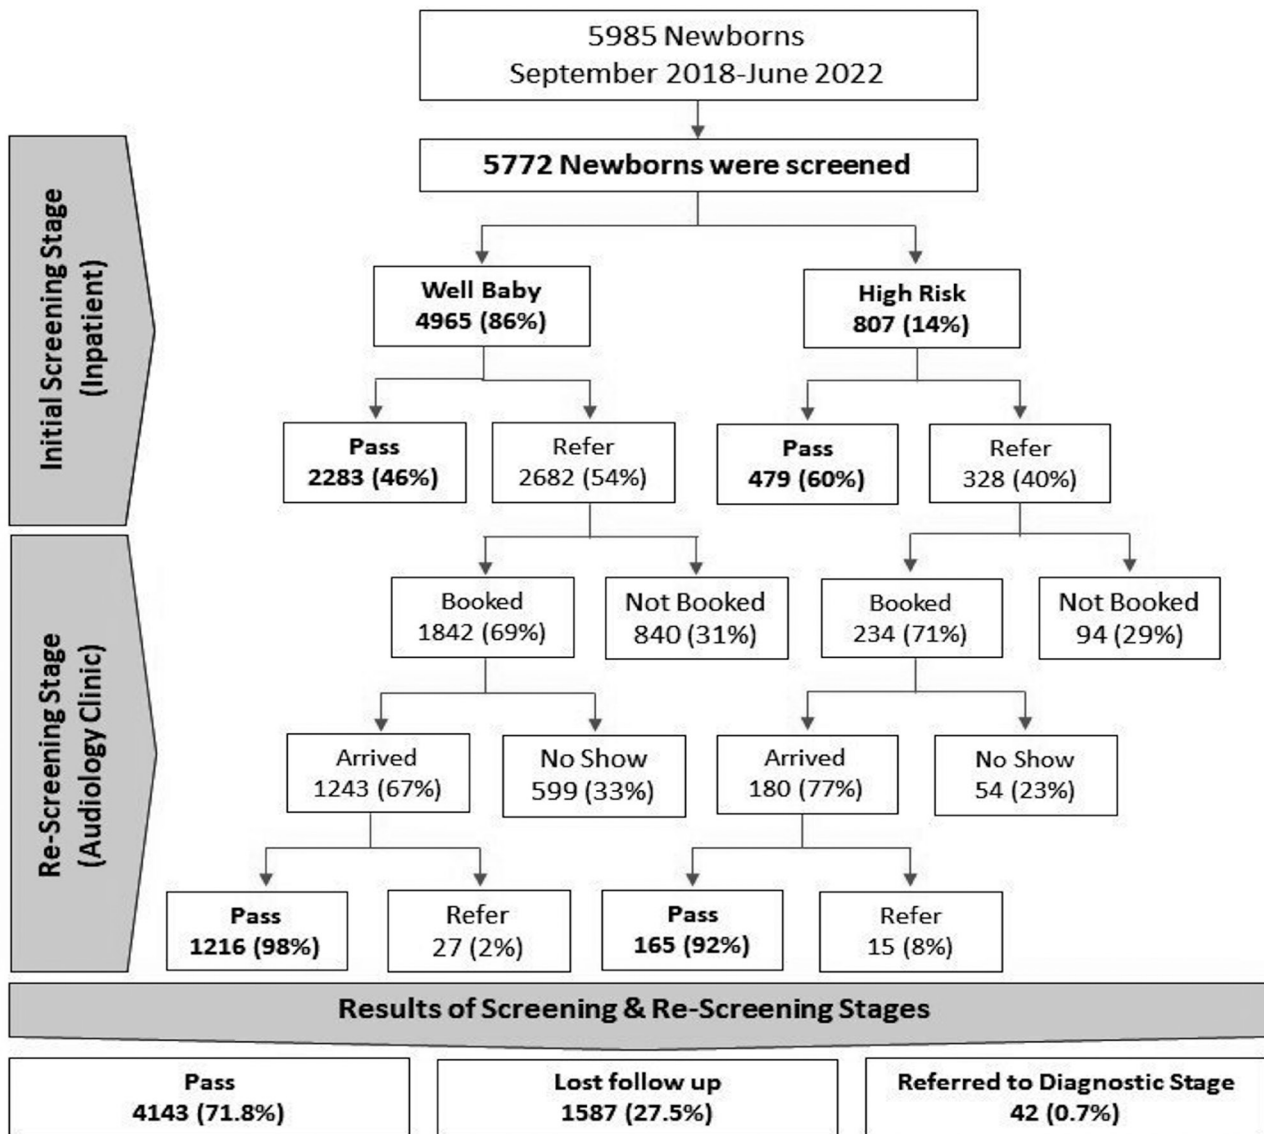 5985 Newborns
September 2018-June 2022
5772 Newborns were screened
Initial Screening Stage
(Inpatient)
Well Baby
4965 (86%)
High Risk
807 (14%)
Pass
2283 (46%)
Refer
2682 (54%)
Pass
479 (60%)
Refer
328 (40%)
Re-Screening Stage
(Audiology Clinic)
Booked
1842 (69%)
Not Booked
840 (31%)
Booked
234 (71%)
Not Booked
94 (29%)
Arrived
1243 (67%)
No Show
599 (33%)
Arrived
180 (77%)
No Show
54 (23%)
Pass
1216 (98%)
Refer
27 (2%)
Pass
165 (92%)
Refer
15 (8%)
Results of Screening & Re-Screening Stages
Pass
4143 (71.8%)
Lost follow up
1587 (27.5%)
Referred to Diagnostic Stage
42 (0.7%)